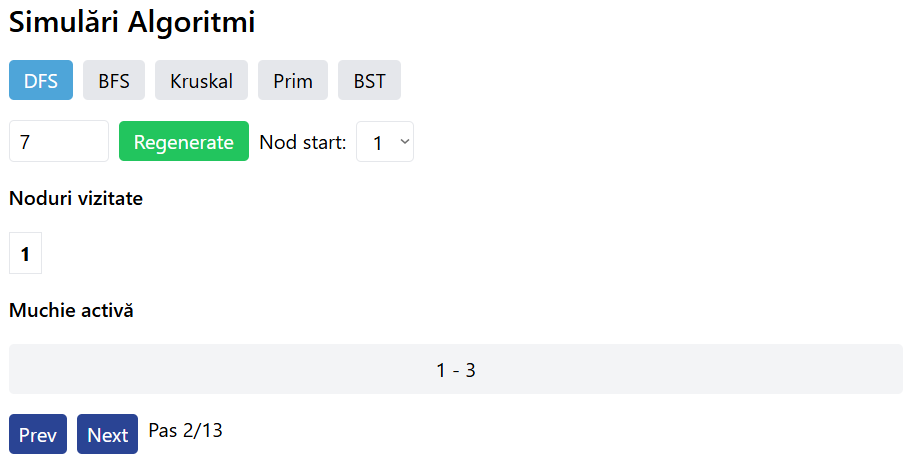 Simulări Algoritmi
DFS BFS Kruskal Prim BST
7 Regenerate Nod start: 1
Noduri vizitate
1
Muchie activă
1 - 3
Prev Next Pas 2/13